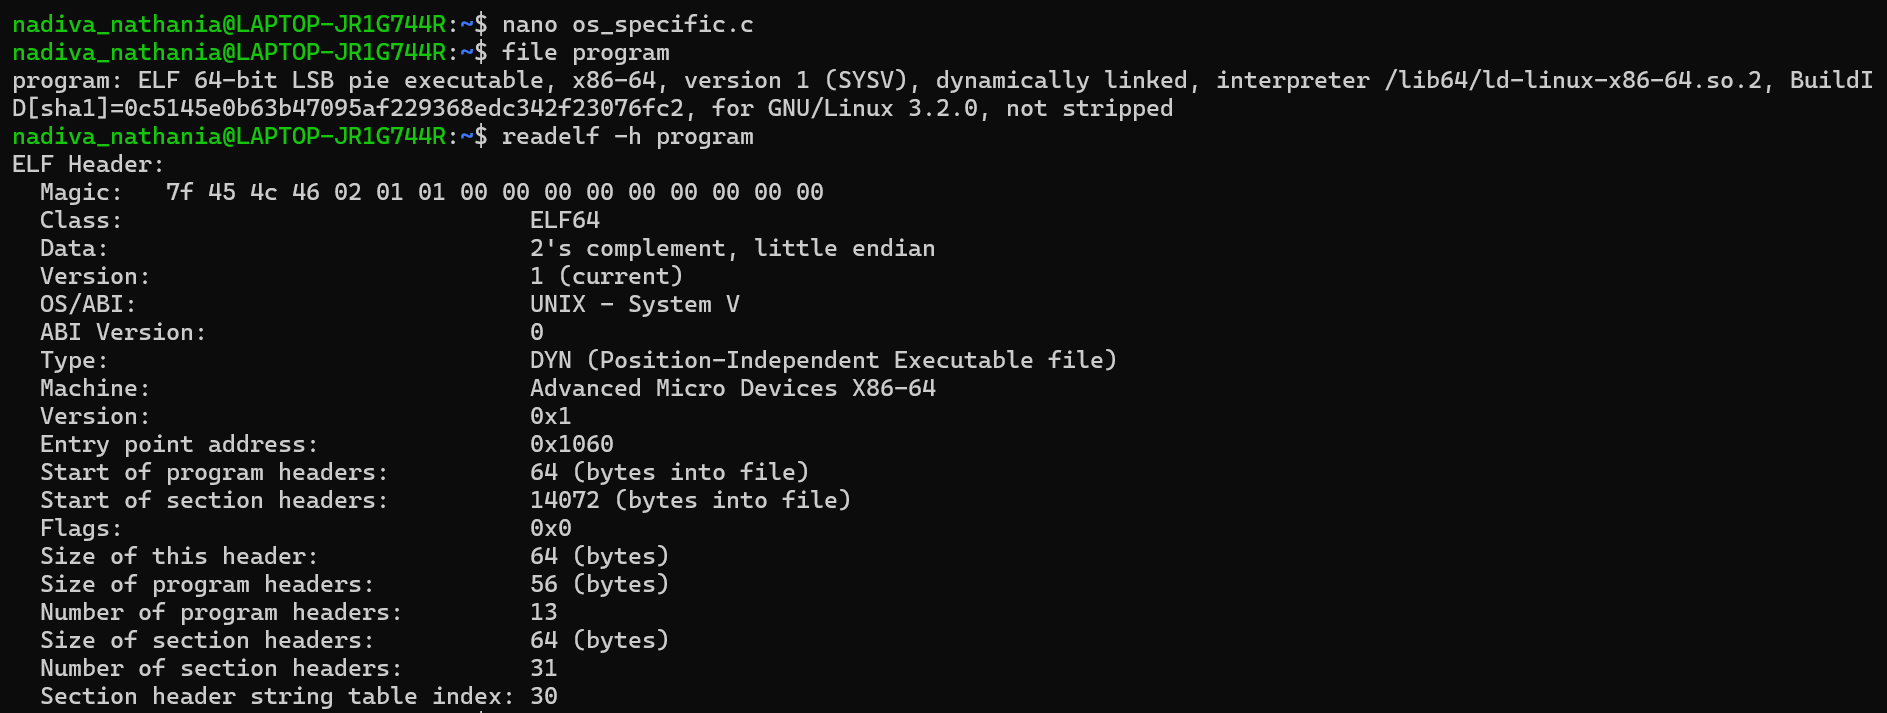 nadiva_nathania@LAPTOP-JR1G744R:~$ nano os_specific.c
nadiva_nathania@LAPTOP-JR1G744R:~$ file program
program: ELF 64-bit LSB pie executable, x86-64, version 1 (SYSV), dynamically linked, interpreter /lib64/ld-linux-x86-64.so.2, BuildI
D[sha1]=0c5145e0b63b47095af229368edc342f23076fc2, for GNU/Linux 3.2.0, not stripped
nadiva_nathania@LAPTOP-JR1G744R:~$ readelf -h program
ELF Header:
  Magic:   7f 45 4c 46 02 01 01 00 00 00 00 00 00 00 00 00
  Class:                             ELF64
  Data:                              2's complement, little endian
  Version:                           1 (current)
  OS/ABI:                            UNIX - System V
  ABI Version:                       0
  Type:                              DYN (Position-Independent Executable file)
  Machine:                           Advanced Micro Devices X86-64
  Version:                           0x1
  Entry point address:               0x1060
  Start of program headers:          64 (bytes into file)
  Start of section headers:          14072 (bytes into file)
  Flags:                             0x0
  Size of this header:               64 (bytes)
  Size of program headers:           56 (bytes)
  Number of program headers:         13
  Size of section headers:           64 (bytes)
  Number of section headers:         31
  Section header string table index: 30